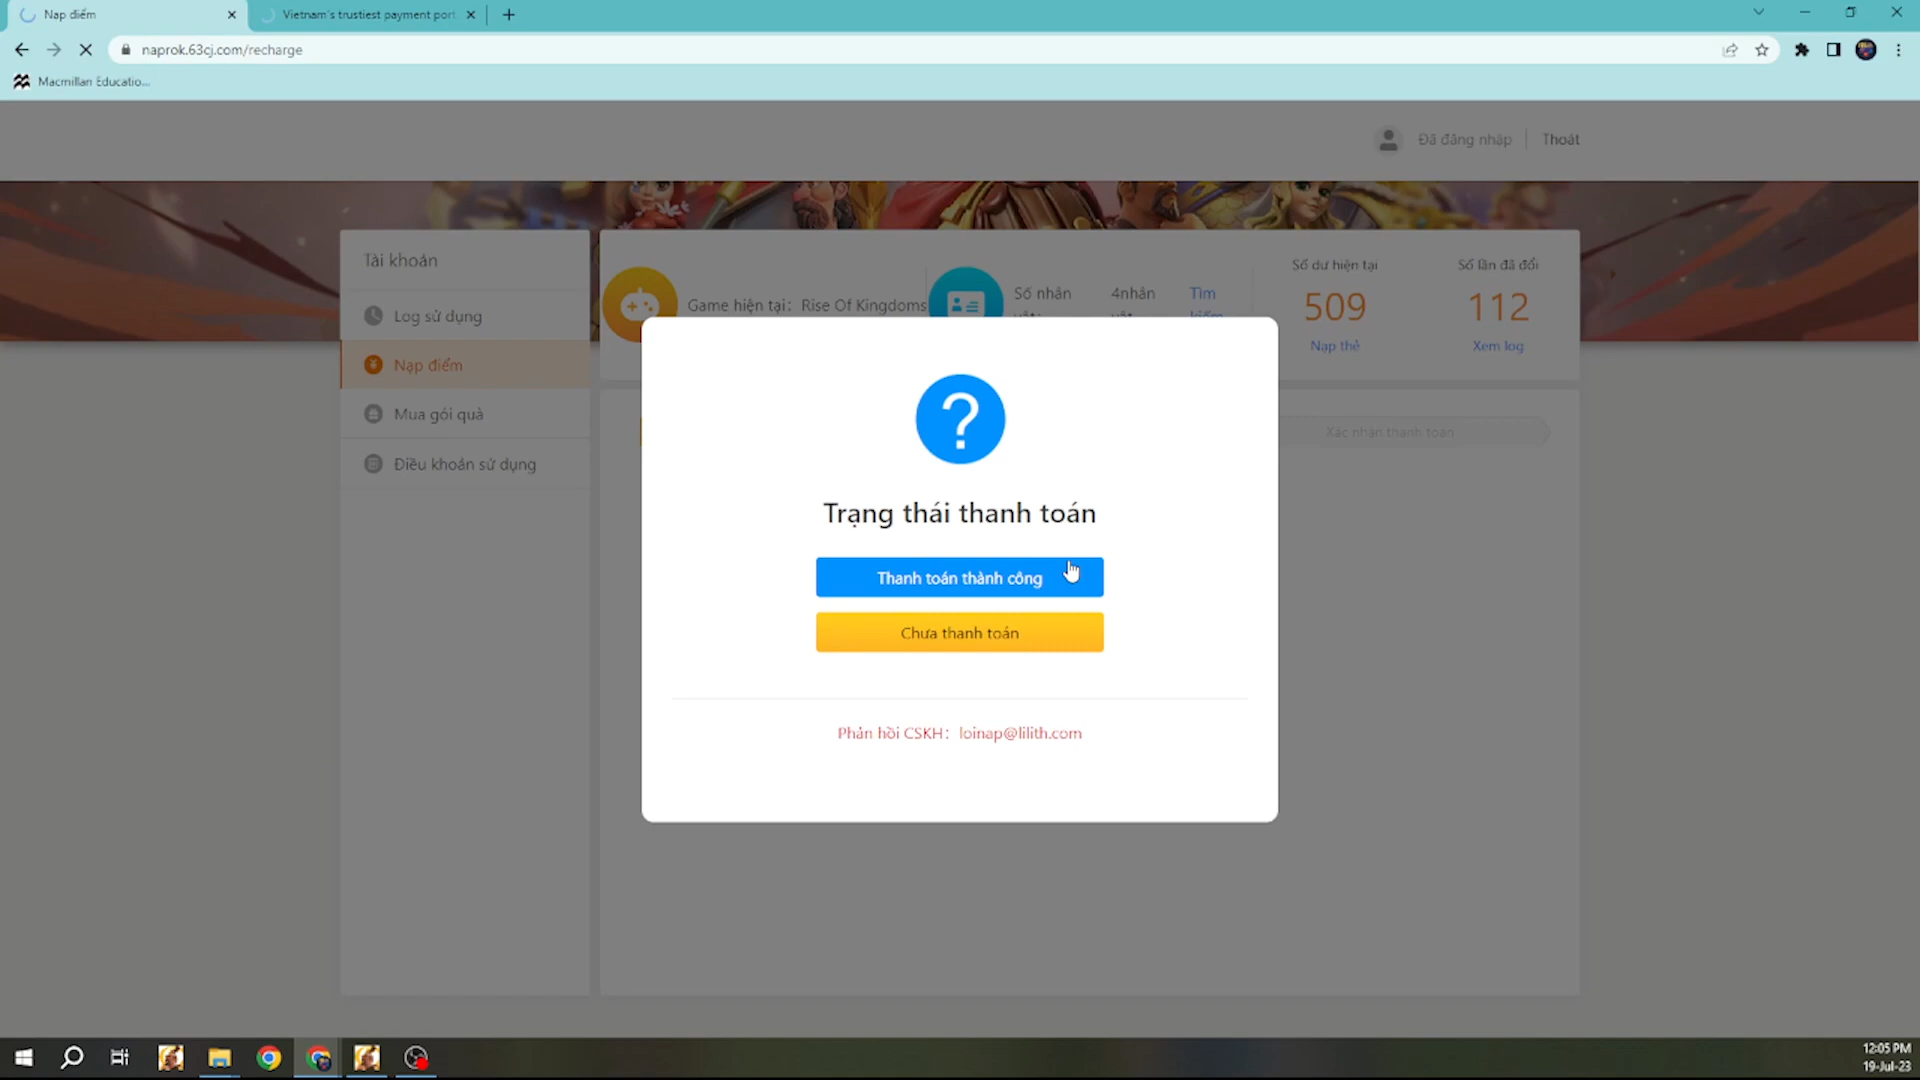 Nạp điểm
Vietnam's trustiest payment port
naprok.63cj.com/recharge
Macmillan Educatio...
Đã đăng nhập
Thoát
Tài khoản
Log sử dụng
Nạp điểm
Mua gói quà
Điều khoản sử dụng
Game hiện tại: Rise Of Kingdoms
Số nhân
4nhân
Tìm
Số dư hiện tại
509
Nạp thẻ
Số lần đã đổi
112
Xem log
Xác nhận thanh toán
?
Trạng thái thanh toán
Thanh toán thành công
Chưa thanh toán
Phản hồi CSKH: loinap@lilith.com
12:05 PM
19-Jul-23